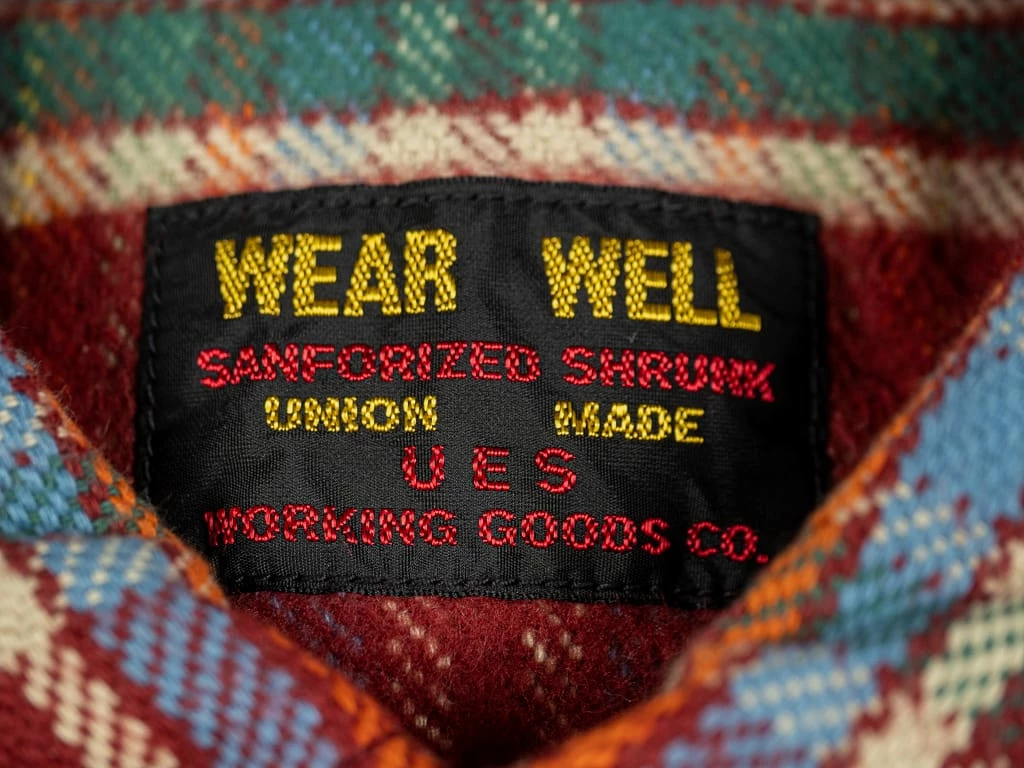 WEAR WELL
SANFORIZED SHRUNK
UNION MADE
U E S
WORKING GOODS CO.